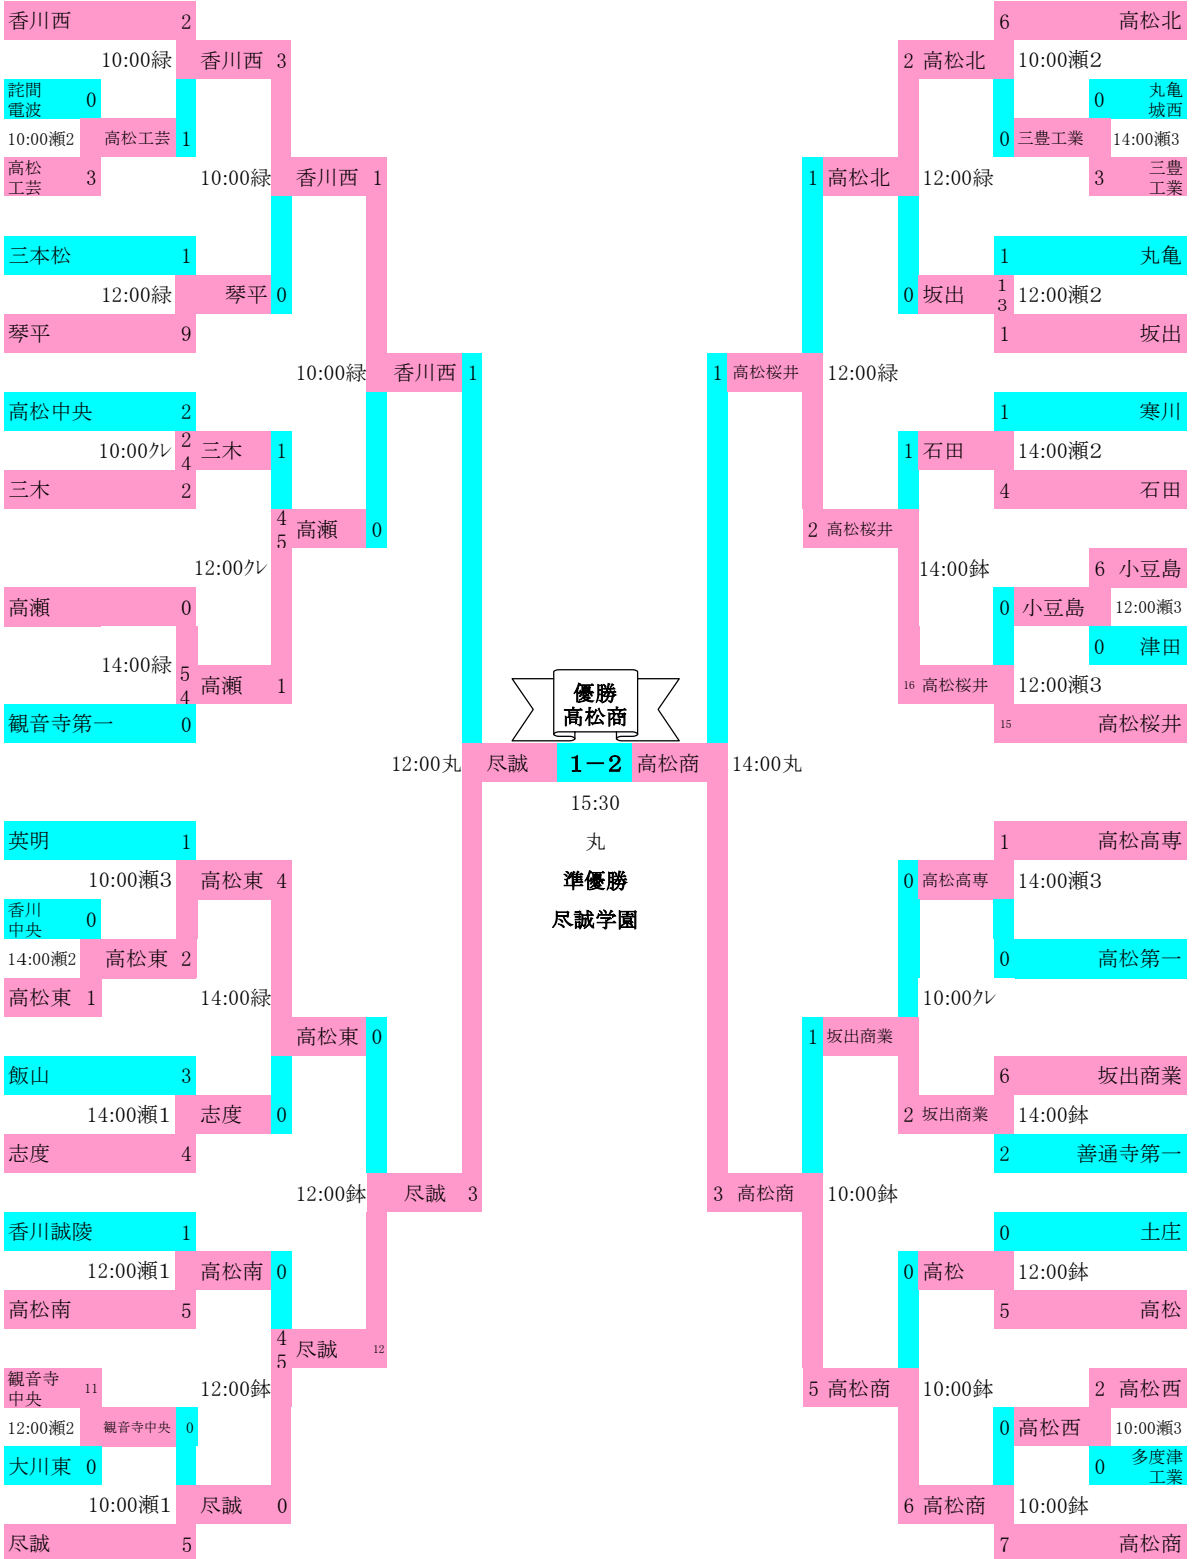 香川西 2
10:00緑
香川西 3
詫間
電波 0
10:00瀬2
高松工芸 1
高松
工芸 3
10:00緑
香川西 1
三本松 1
12:00緑
琴平 0
琴平 9
10:00緑
香川西 1
高松中央 2
10:00ｸﾚ
2
4
三木 1
三木 2
4
5
高瀬 0
12:00ｸﾚ
高瀬 0
14:00緑
5
4
高瀬 1
観音寺第一 0
12:00丸
尽誠
英明 1
10:00瀬3
高松東 4
香川
中央 0
14:00瀬2
高松東 2
高松東 1
14:00緑
高松東 0
飯山 3
14:00瀬1
志度 0
志度 4
12:00鉢
尽誠 3
香川誠陵 1
12:00瀬1
高松南 0
高松南 5
4
5
尽誠 12
観音寺
中央 11
12:00鉢
12:00瀬2
観音寺中央 0
大川東 0
10:00瀬1
尽誠 0
尽誠 5
優勝
高松商
1－2
15:30
丸
準優勝
尽誠学園
6 高松北
2 高松北
10:00瀬2
0 丸亀
城西
0 三豊工業
14:00瀬3
3 三豊
工業
1 高松北
12:00緑
1 丸亀
0 坂出
1
3
12:00瀬2
1 坂出
1 高松桜井
12:00緑
1 寒川
1 石田
14:00瀬2
4 石田
2 高松桜井
14:00鉢
6 小豆島
0 小豆島
12:00瀬3
0 津田
16 高松桜井
12:00瀬3
15 高松桜井
高松商
14:00丸
1 高松高専
0 高松高専
14:00瀬3
0 高松第一
10:00ｸﾚ
1 坂出商業
6 坂出商業
2 坂出商業
14:00鉢
2 善通寺第一
3 高松商
10:00鉢
0 土庄
0 高松
12:00鉢
5 高松
5 高松商
10:00鉢
2 高松西
0 高松西
10:00瀬3
0 多度津
工業
6 高松商
10:00鉢
7 高松商